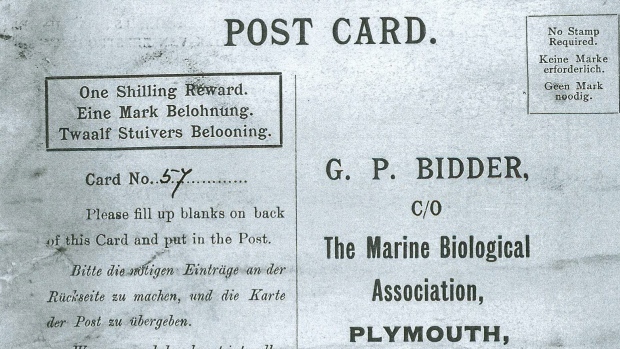 POST CARD.
No Stamp
Required.
Keine Marke
erforderlich.
Geen Mark
noodig.
One Shilling Reward.
Eine Mark Belohnung.
Twaalf Stuivers Belooning.
Card No. 57
Please fill up blanks on back
of this Card and put in the Post.
Bitte die nötigen Einträge an der
Rückseite zu machen, und die Karte
der Post zu übergeben.
G. P. BIDDER,
C/O
The Marine Biological
Association,
PLYMOUTH,